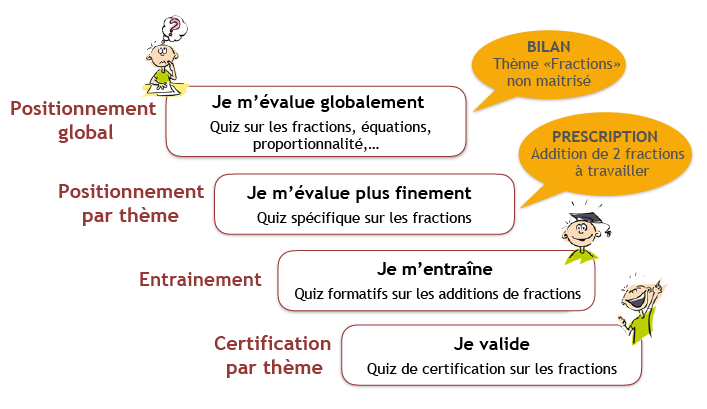 BILAN
Thème «Fractions»
non maitrisé
Positionnement
global
Je m’évalue globalement
Quiz sur les fractions, équations,
proportionnalité,…
PRESCRIPTION
Addition de 2 fractions
à travailler
Positionnement
par thème
Je m’évalue plus finement
Quiz spécifique sur les fractions
Entrainement
Je m’entraîne
Quiz formatifs sur les additions de fractions
Certification
par thème
Je valide
Quiz de certification sur les fractions